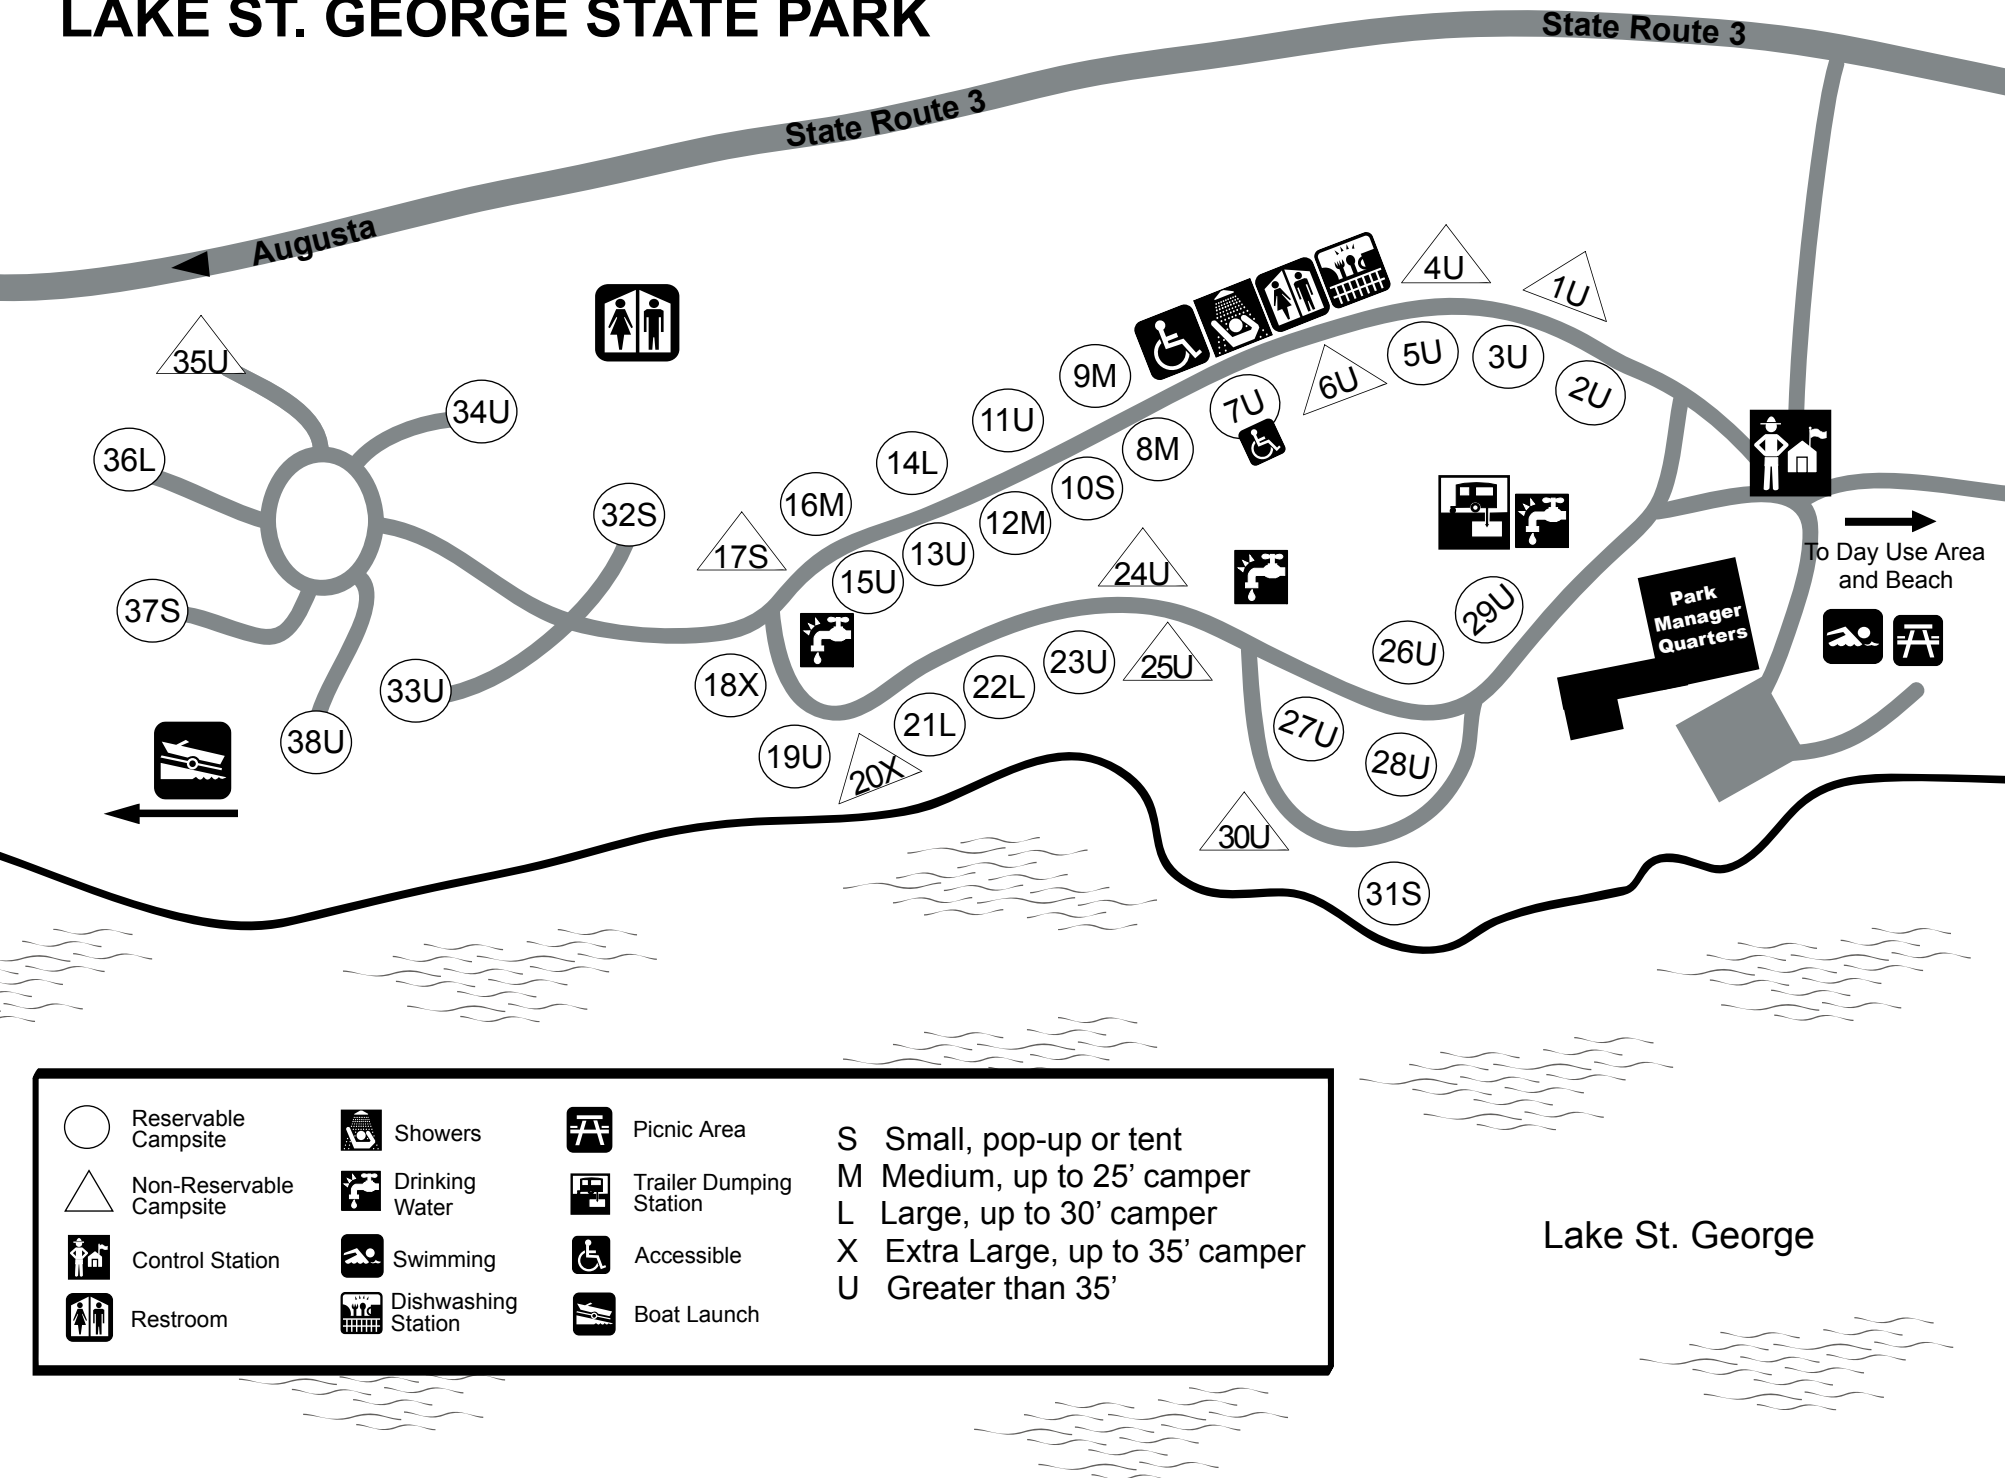 LAKE ST. GEORGE STATE PARK
State Route 3
State Route 3
Augusta
4U
1U
35U
9M
7U
6U
5U
3U
2U
34U
11U
8M
36L
14L
10S
16M
12M
32S
17S
13U
15U
24U
To Day Use Area
and Beach
37S
29U
Park
Manager
Quarters
33U
18X
23U
25U
26U
22L
21L
38U
19U
20X
27U
28U
30U
31S
Reservable
Campsite
Non-Reservable
Campsite
Control Station
Restroom
Showers
Drinking
Water
Swimming
Dishwashing
Station
Picnic Area
Trailer Dumping
Station
Accessible
Boat Launch
S Small, pop-up or tent
M Medium, up to 25’ camper
L Large, up to 30’ camper
X Extra Large, up to 35’ camper
U Greater than 35’
Lake St. George